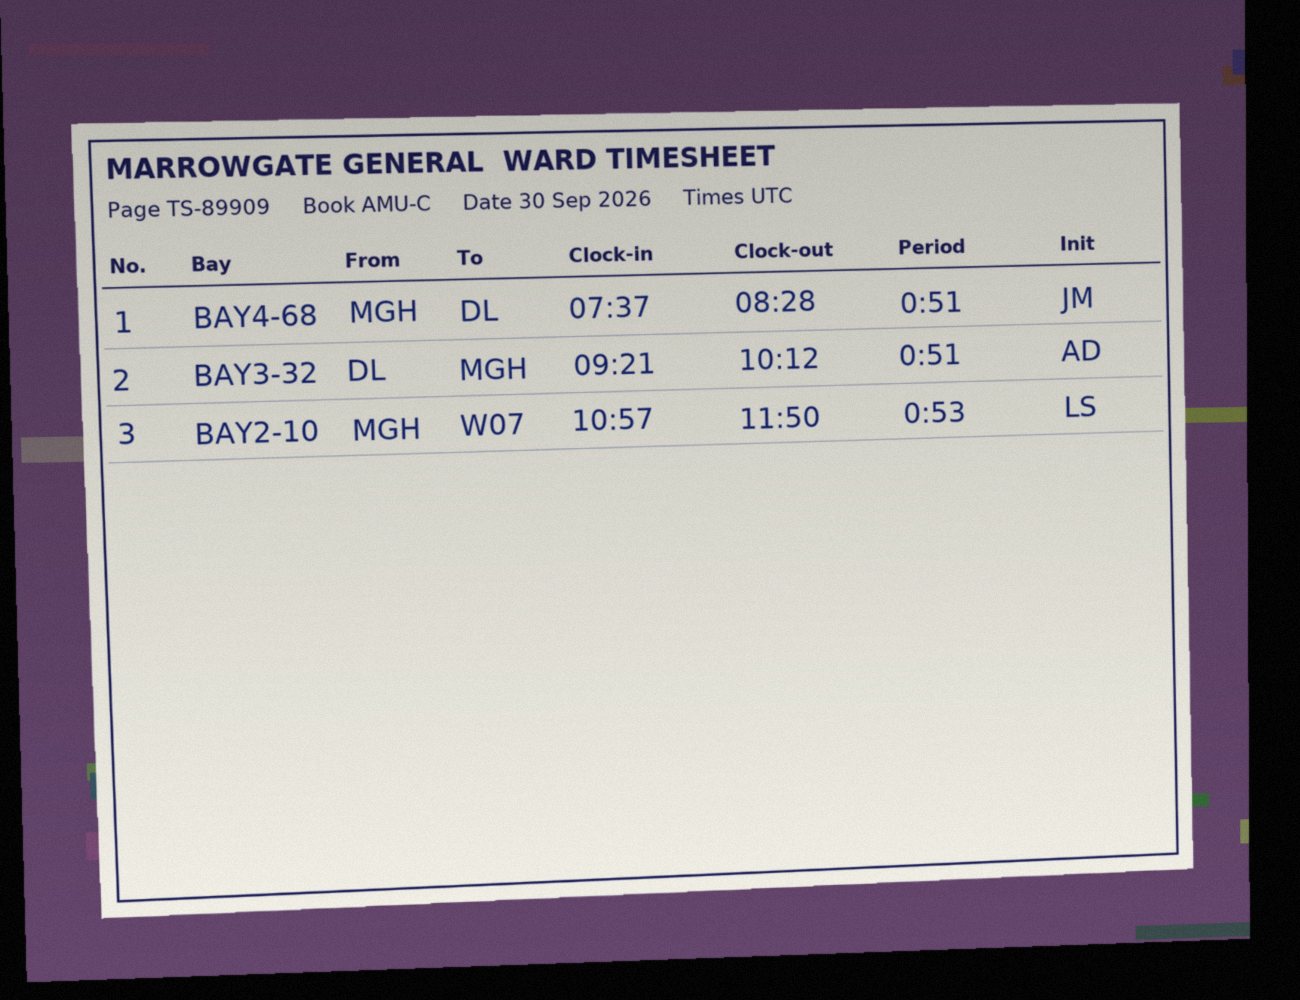 MARROWGATE GENERAL WARD TIMESHEET
Page TS-89909 Book AMU-C Date 30 Sep 2026 Times UTC
No. Bay From To Clock-in Clock-out Period Init
1 BAY4-68 MGH DL 07:37 08:28 0:51 JM
2 BAY3-32 DL MGH 09:21 10:12 0:51 AD
3 BAY2-10 MGH W07 10:57 11:50 0:53 LS